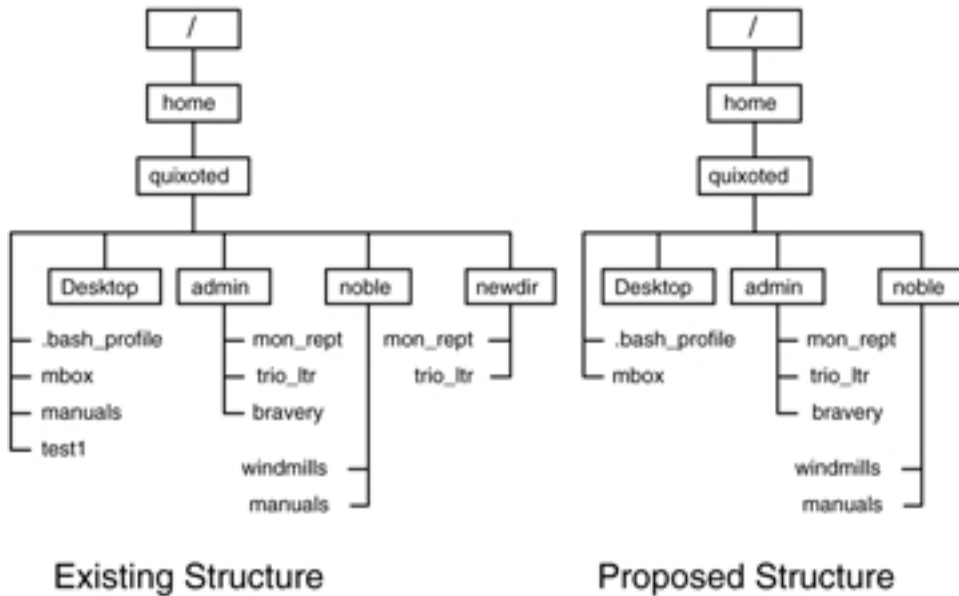 /
home
quixoted
Desktop
admin
noble
newdir
.bash_profile
mbox
manuals
test1
mon_rept
trio_ltr
bravery
windmills
manuals
mon_rept
trio_ltr
Existing Structure
/
home
quixoted
Desktop
admin
noble
.bash_profile
mbox
mon_rept
trio_ltr
bravery
windmills
manuals
Proposed Structure